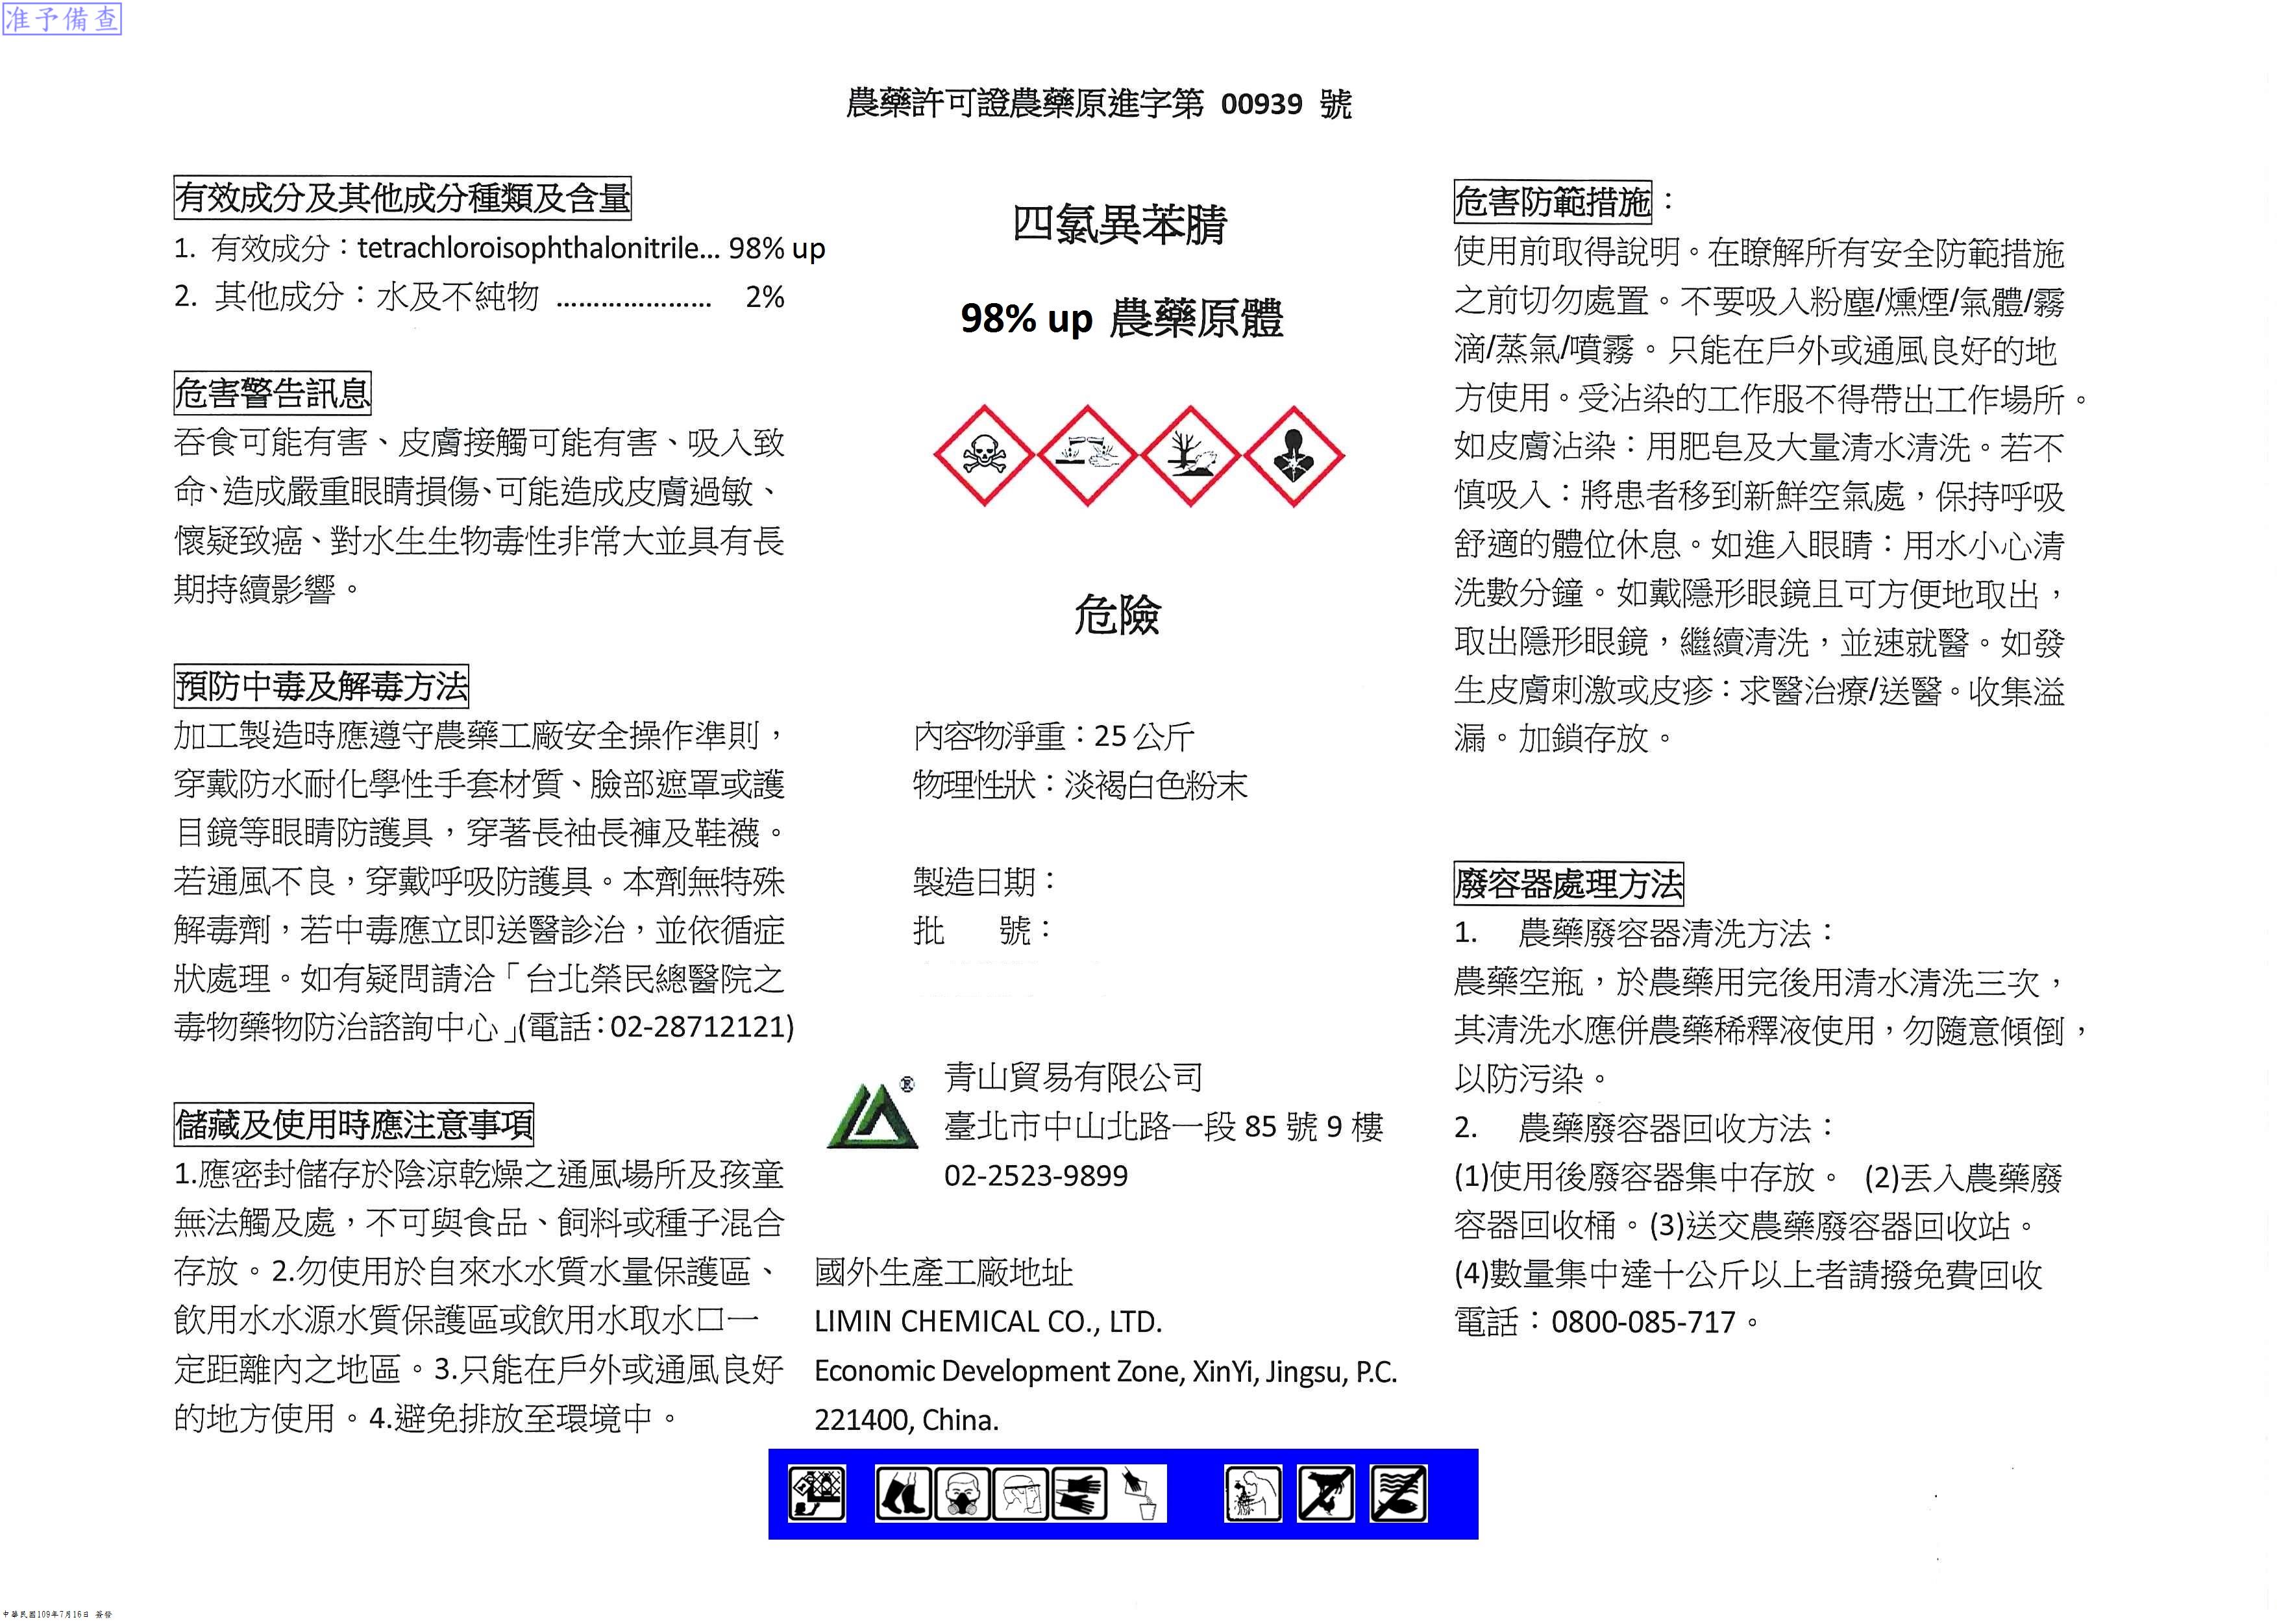 准予備查
農藥許可證農藥原進字第 00939 號
有效成分及其他成分種類及含量
1. 有效成分：tetrachloroisophthalonitrile... 98% up
2. 其他成分：水及不純物 ..................... 2%
危害警告訊息
吞食可能有害、皮膚接觸可能有害、吸入致
命、造成嚴重眼睛損傷、可能造成皮膚過敏、
懷疑致癌、對水生生物毒性非常大並具有長
期持續影響。
預防中毒及解毒方法
加工製造時應遵守農藥工廠安全操作準則，
穿戴防水耐化學性手套材質、臉部遮罩或護
目鏡等眼睛防護具，穿著長袖長褲及鞋襪。
若通風不良，穿戴呼吸防護具。本劑無特殊
解毒劑，若中毒應立即送醫診治，並依循症
狀處理。如有疑問請洽「台北榮民總醫院之
毒物藥物防治諮詢中心」(電話：02-28712121)
儲藏及使用時應注意事項
1.應密封儲存於陰涼乾燥之通風場所及孩童
無法觸及處，不可與食品、飼料或種子混合
存放。2.勿使用於自來水水質水量保護區、
飲用水水源水質保護區或飲用水取水口一
定距離內之地區。3.只能在戶外或通風良好
的地方使用。4.避免排放至環境中。
四氯異苯腈
98% up 農藥原體
危險
內容物淨重：25 公斤
物理性狀：淡褐白色粉末
製造日期：
批 號：
®
青山貿易有限公司
臺北市中山北路一段 85 號 9 樓
02-2523-9899
國外生產工廠地址
LIMIN CHEMICAL CO., LTD.
Economic Development Zone, XinYi, Jingsu, P.C.
221400, China.
危害防範措施：
使用前取得說明。在瞭解所有安全防範措施
之前切勿處置。不要吸入粉塵/燻煙/氣體/霧
滴/蒸氣/噴霧。只能在戶外或通風良好的地
方使用。受沾染的工作服不得帶出工作場所。
如皮膚沾染：用肥皂及大量清水清洗。若不
慎吸入：將患者移到新鮮空氣處，保持呼吸
舒適的體位休息。如進入眼睛：用水小心清
洗數分鐘。如戴隱形眼鏡且可方便地取出，
取出隱形眼鏡，繼續清洗，並速就醫。如發
生皮膚刺激或皮疹：求醫治療/送醫。收集溢
漏。加鎖存放。
廢容器處理方法
1. 農藥廢容器清洗方法：
農藥空瓶，於農藥用完後用清水清洗三次，
其清洗水應併農藥稀釋液使用，勿隨意傾倒，
以防污染。
2. 農藥廢容器回收方法：
(1)使用後廢容器集中存放。 (2)丟入農藥廢
容器回收桶。(3)送交農藥廢容器回收站。
(4)數量集中達十公斤以上者請撥免費回收
電話：0800-085-717。
中華民國109年7月16日 簽發